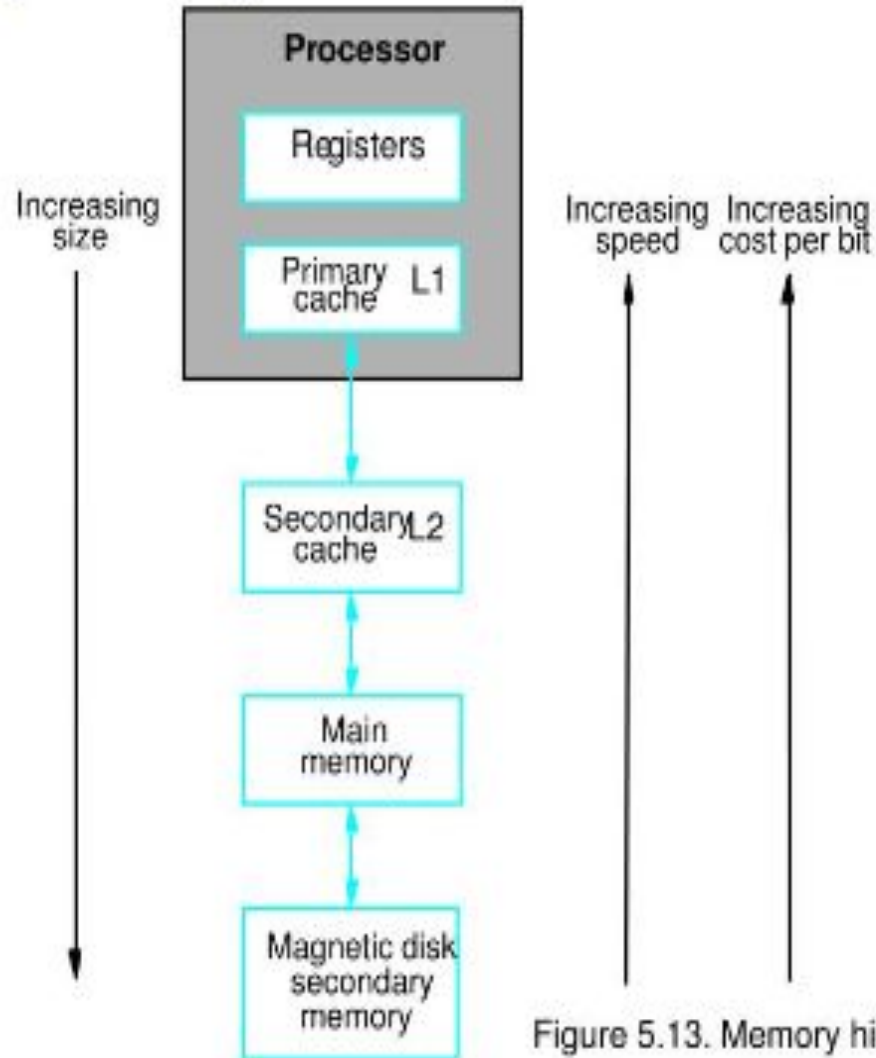 Processor
Registers
Increasing
size
Increasing
speed
Increasing
cost per bit
Primary
cache
L1
Secondary
cache
L2
Main
memory
Magnetic disk
secondary
memory
Figure 5.13. Memory hi